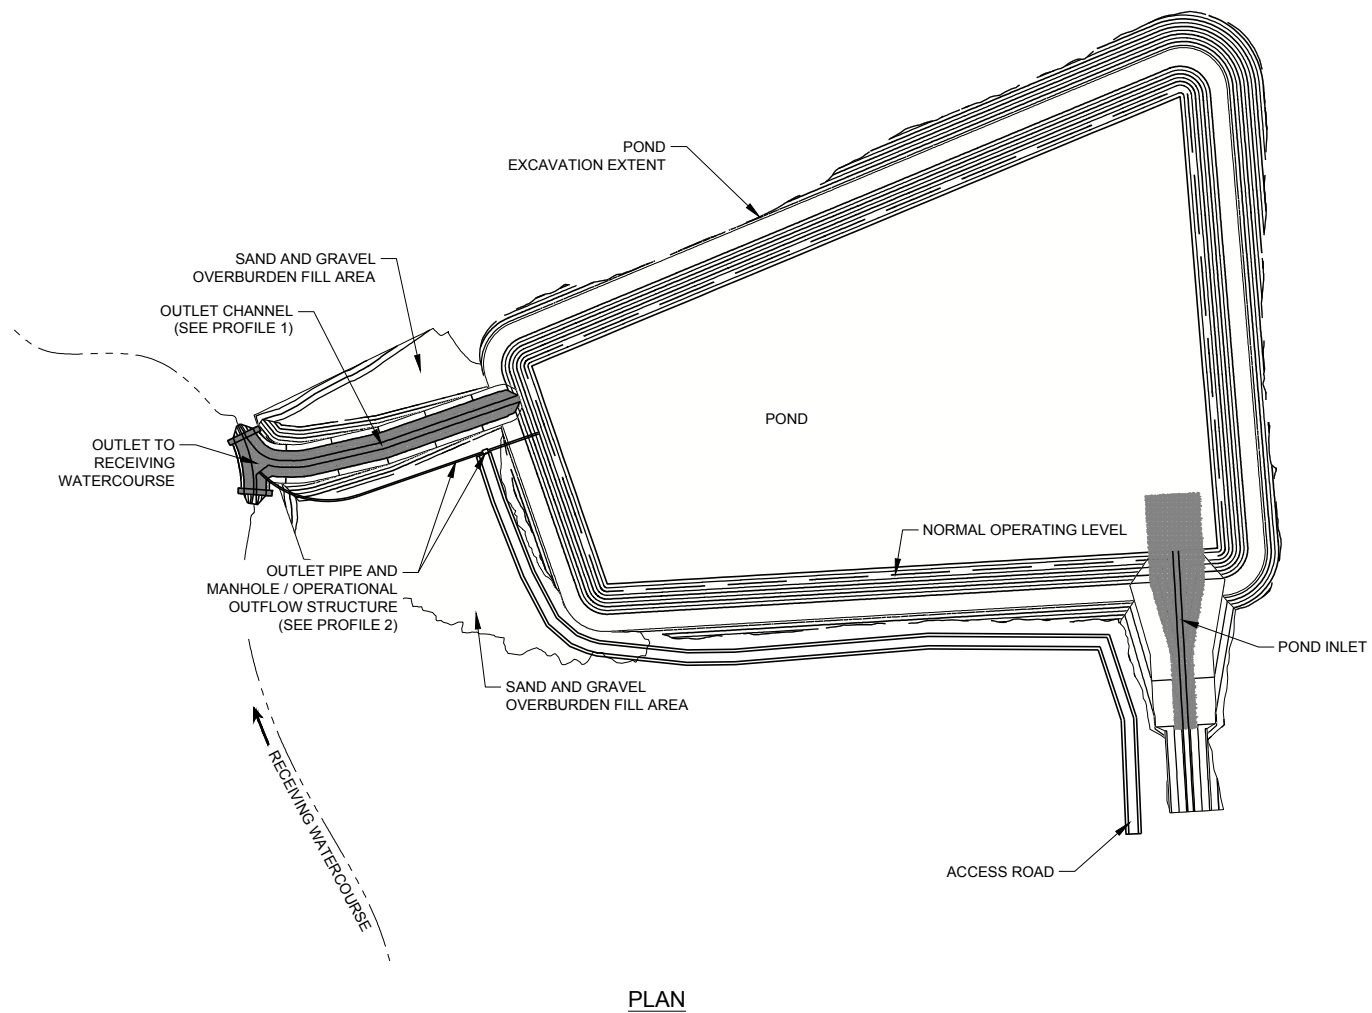 POND
EXCAVATION EXTENT
SAND AND GRAVEL
OVERBURDEN FILL AREA
OUTLET CHANNEL
(SEE PROFILE 1)
POND
OUTLET TO
RECEIVING
WATERCOURSE
NORMAL OPERATING LEVEL
OUTLET PIPE AND
MANHOLE / OPERATIONAL
OUTFLOW STRUCTURE
(SEE PROFILE 2)
POND INLET
SAND AND GRAVEL
OVERBURDEN FILL AREA
RECEIVING WATERCOURSE
ACCESS ROAD
PLAN